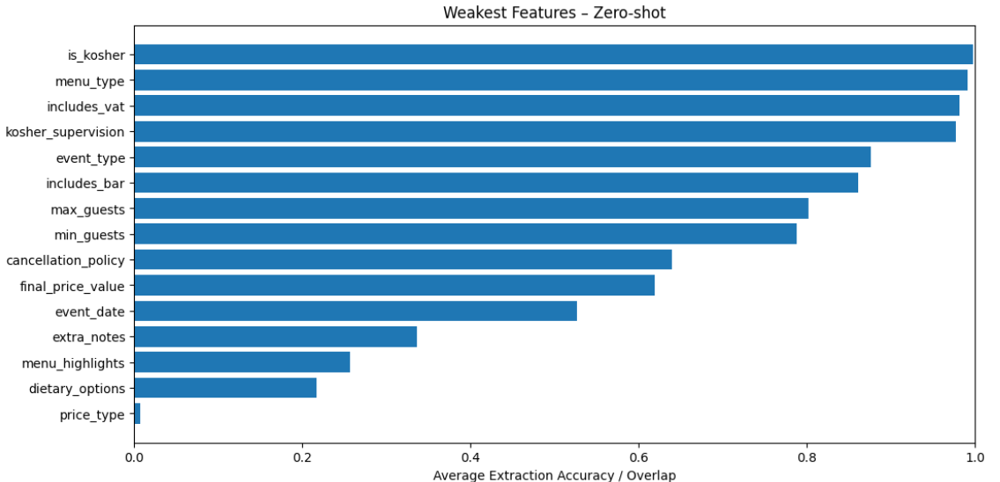 Weakest Features – Zero-shot
is_kosher
menu_type
includes_vat
kosher_supervision
event_type
includes_bar
max_guests
min_guests
cancellation_policy
final_price_value
event_date
extra_notes
menu_highlights
dietary_options
price_type
0.0 0.2 0.4 0.6 0.8 1.0
Average Extraction Accuracy / Overlap